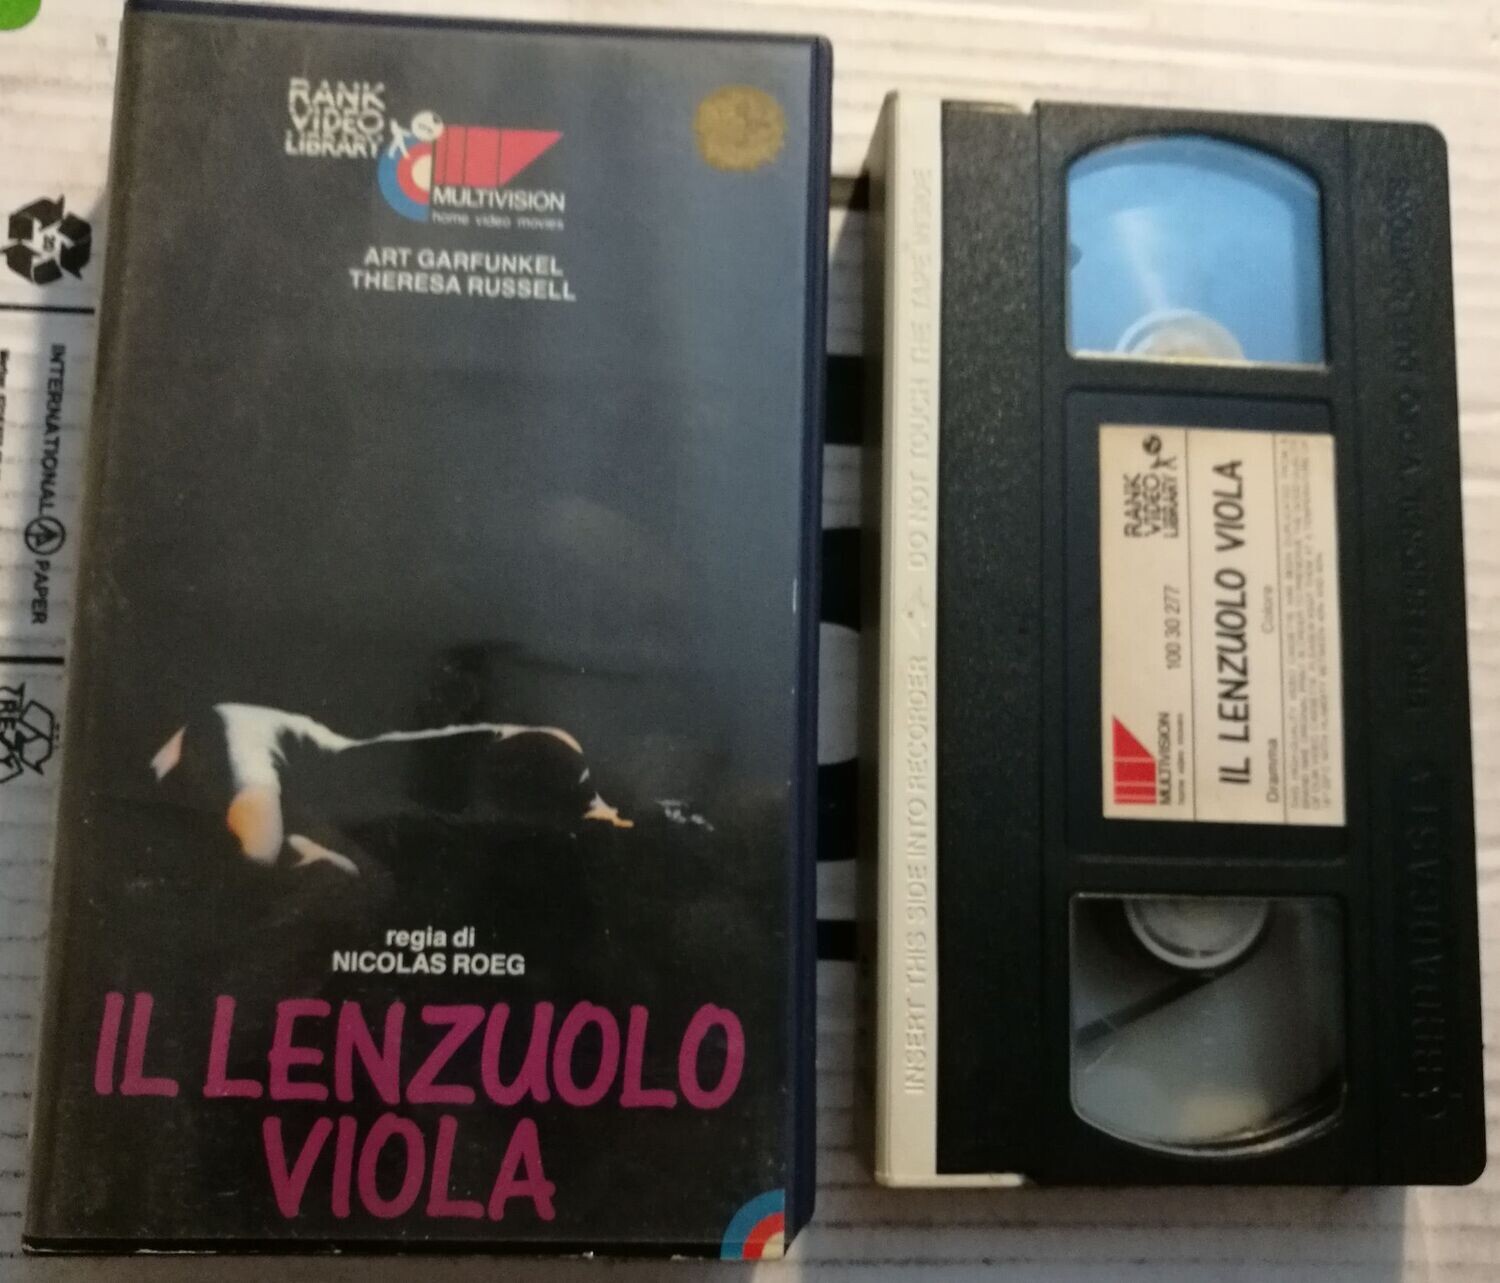 RANK
VIDEO
LIBRARY
MULTIVISION
home video movies
ART GARFUNKEL
THERESA RUSSELL
regia di
NICOLAS ROEG
IL LENZUOLO
VIOLA
INSERT THIS SIDE INTO RECORDER
DO NOT TOUCH THE TAPE INSIDE
RANK
VIDEO
LIBRARY
MULTIVISION
home video movies
100 30 277
IL LENZUOLO VIOLA
Dramma
Colore
INTERNATIONAL PAPER